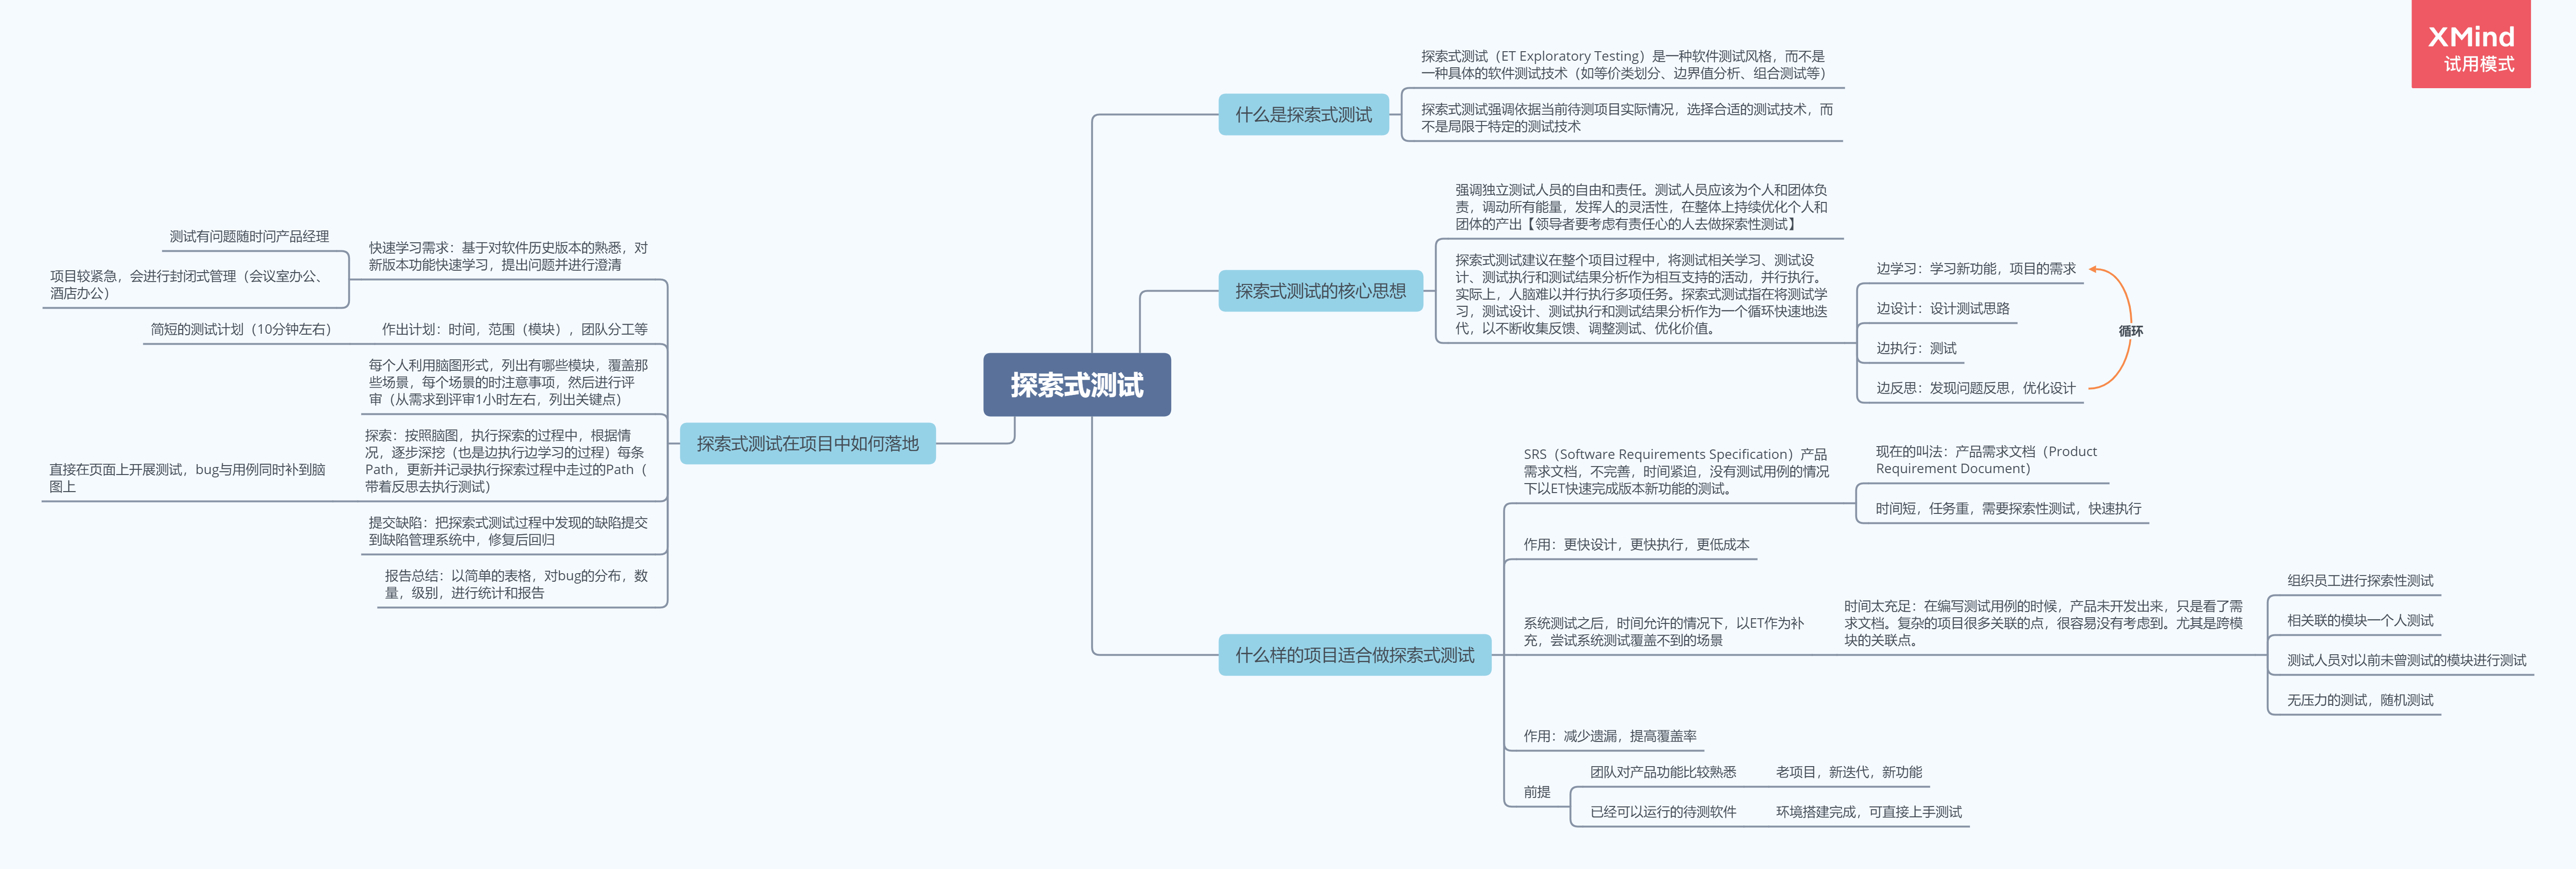 XMind
试用模式
探索式测试
什么是探索式测试
探索式测试（ET Exploratory Testing）是一种软件测试风格，而不是
一种具体的软件测试技术（如等价类划分、边界值分析、组合测试等）
探索式测试强调依据当前待测项目实际情况，选择合适的测试技术，而
不是局限于特定的测试技术
探索式测试的核心思想
强调独立测试人员的自由和责任。测试人员应该为个人和团体负
责，调动所有能量，发挥人的灵活性，在整体上持续优化个人和
团体的产出【领导者要考虑有责任心的人去做探索性测试】
探索式测试建议在整个项目过程中，将测试相关学习、测试设
计、测试执行和测试结果分析作为相互支持的活动，并行执行。
实际上，人脑难以并行执行多项任务。探索式测试指在将测试学
习，测试设计、测试执行和测试结果分析作为一个循环快速地迭
代，以不断收集反馈、调整测试、优化价值。
边学习：学习新功能，项目的需求
边设计：设计测试思路
边执行：测试
边反思：发现问题反思，优化设计
循环
什么样的项目适合做探索式测试
SRS（Software Requirements Specification）产品
需求文档，不完善，时间紧迫，没有测试用例的情况
下以ET快速完成版本新功能的测试。
现在的叫法：产品需求文档（Product
Requirement Document）
时间短，任务重，需要探索性测试，快速执行
作用：更快设计，更快执行，更低成本
系统测试之后，时间允许的情况下，以ET作为补
充，尝试系统测试覆盖不到的场景
时间太充足：在编写测试用例的时候，产品未开发出来，只是看了需
求文档。复杂的项目很多关联的点，很容易没有考虑到。尤其是跨模
块的关联点。
组织员工进行探索性测试
相关联的模块一个人测试
测试人员对以前未曾测试的模块进行测试
无压力的测试，随机测试
作用：减少遗漏，提高覆盖率
前提
团队对产品功能比较熟悉
老项目，新迭代，新功能
已经可以运行的待测软件
环境搭建完成，可直接上手测试
探索式测试在项目中如何落地
快速学习需求：基于对软件历史版本的熟悉，对
新版本功能快速学习，提出问题并进行澄清
测试有问题随时问产品经理
项目较紧急，会进行封闭式管理（会议室办公、
酒店办公）
作出计划：时间，范围（模块），团队分工等
简短的测试计划（10分钟左右）
每个人利用脑图形式，列出有哪些模块，覆盖那
些场景，每个场景的时注意事项，然后进行评
审（从需求到评审1小时左右，列出关键点）
探索：按照脑图，执行探索的过程中，根据情
况，逐步深挖（也是边执行边学习的过程）每条
Path，更新并记录执行探索过程中走过的Path（
带着反思去执行测试）
直接在页面上开展测试，bug与用例同时补到脑
图上
提交缺陷：把探索式测试过程中发现的缺陷提交
到缺陷管理系统中，修复后回归
报告总结：以简单的表格，对bug的分布，数
量，级别，进行统计和报告